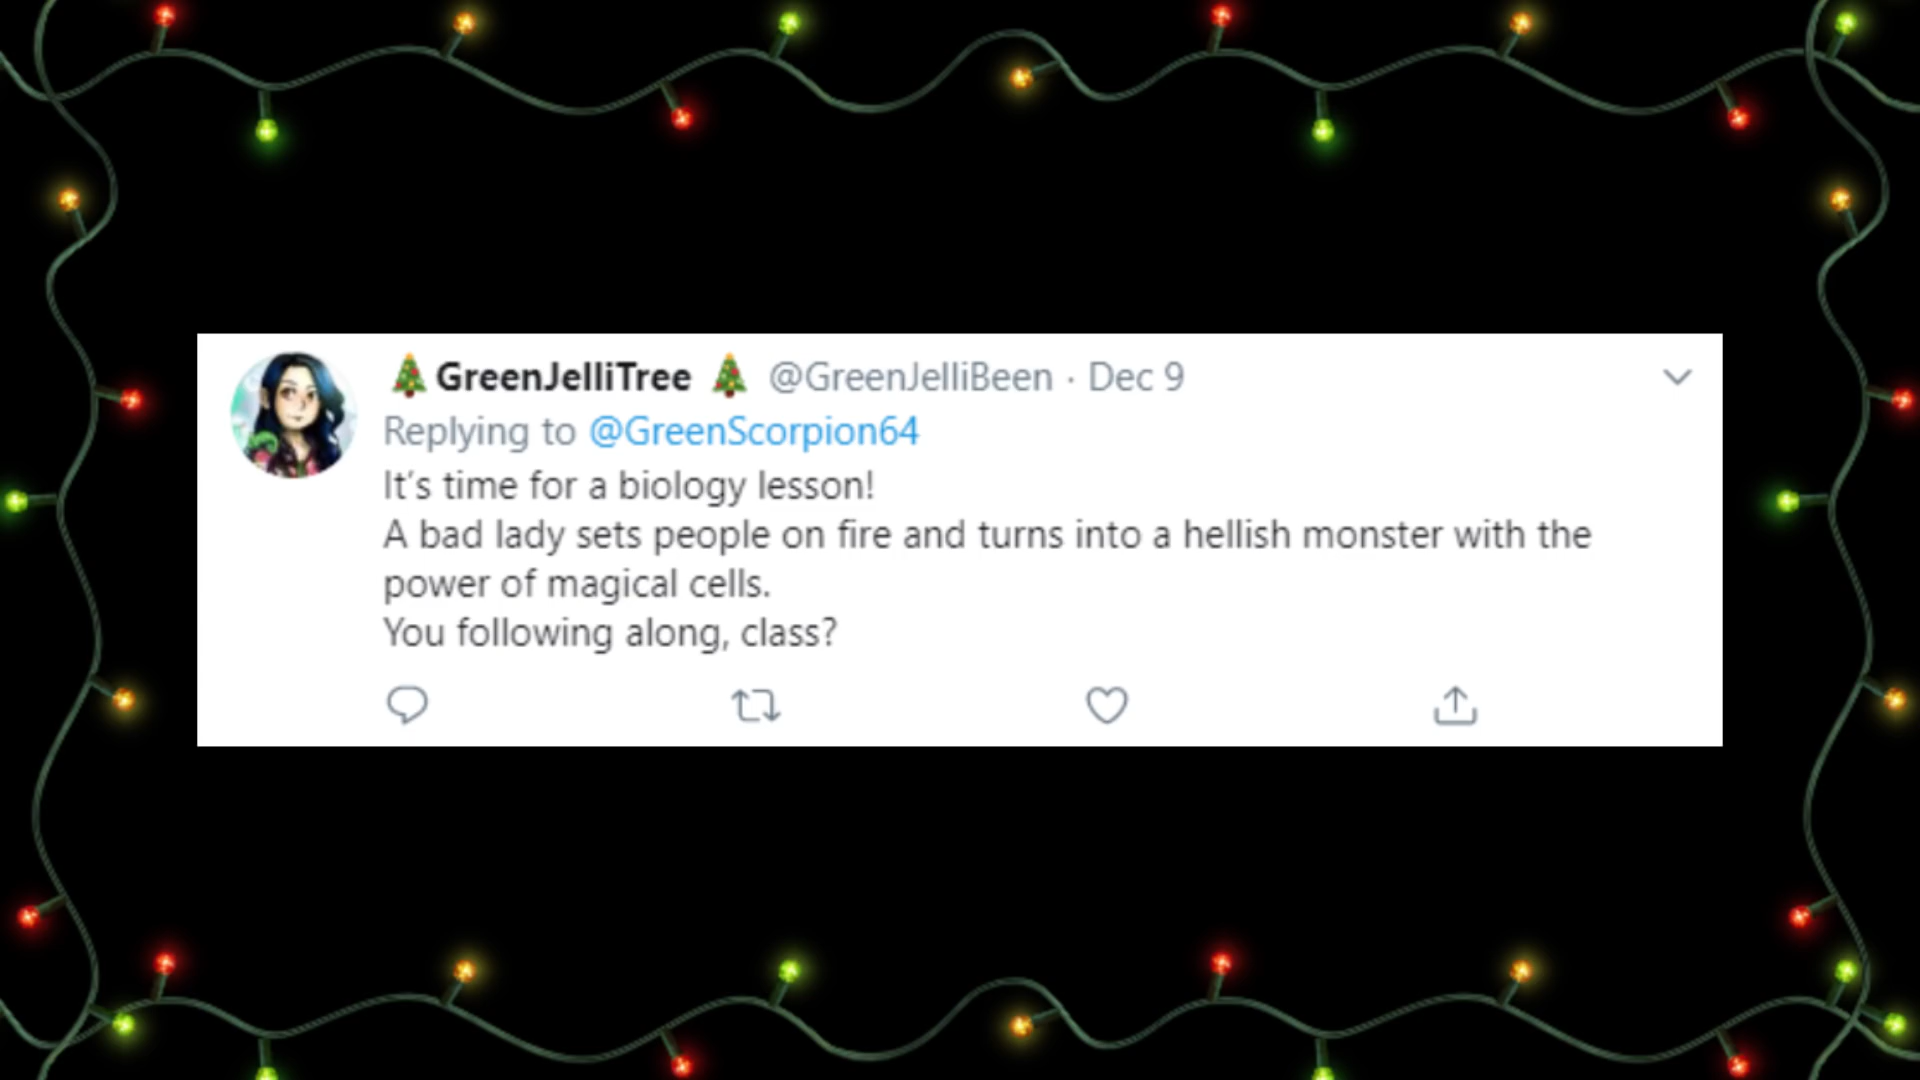 🎄GreenJelliTree 🎄 @GreenJelliBeen · Dec 9
Replying to @GreenScorpion64
It’s time for a biology lesson!
A bad lady sets people on fire and turns into a hellish monster with the
power of magical cells.
You following along, class?